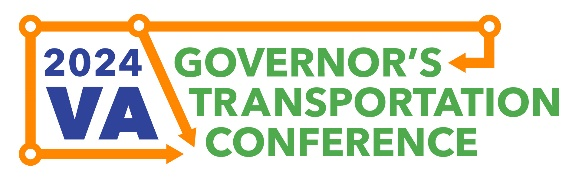 2024
VA
GOVERNOR'S
TRANSPORTATION
CONFERENCE